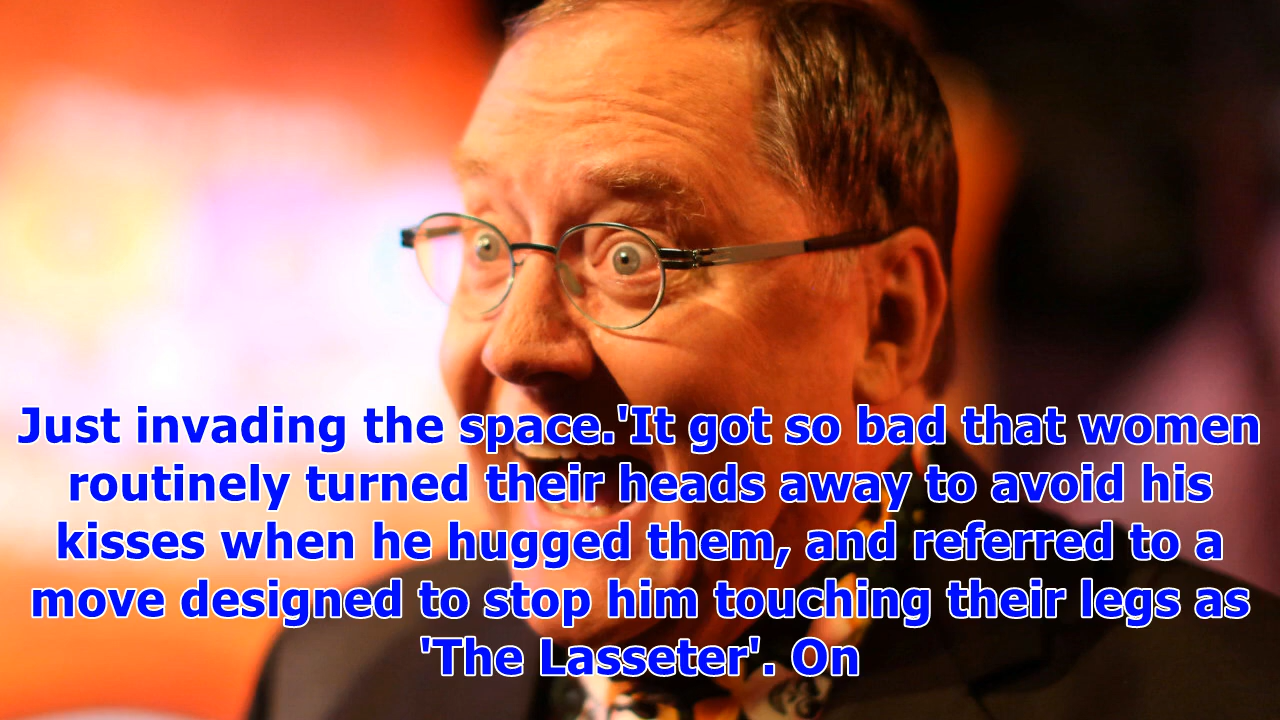 Just invading the space.'It got so bad that women
routinely turned their heads away to avoid his
kisses when he hugged them, and referred to a
move designed to stop him touching their legs as
'The Lasseter'. On